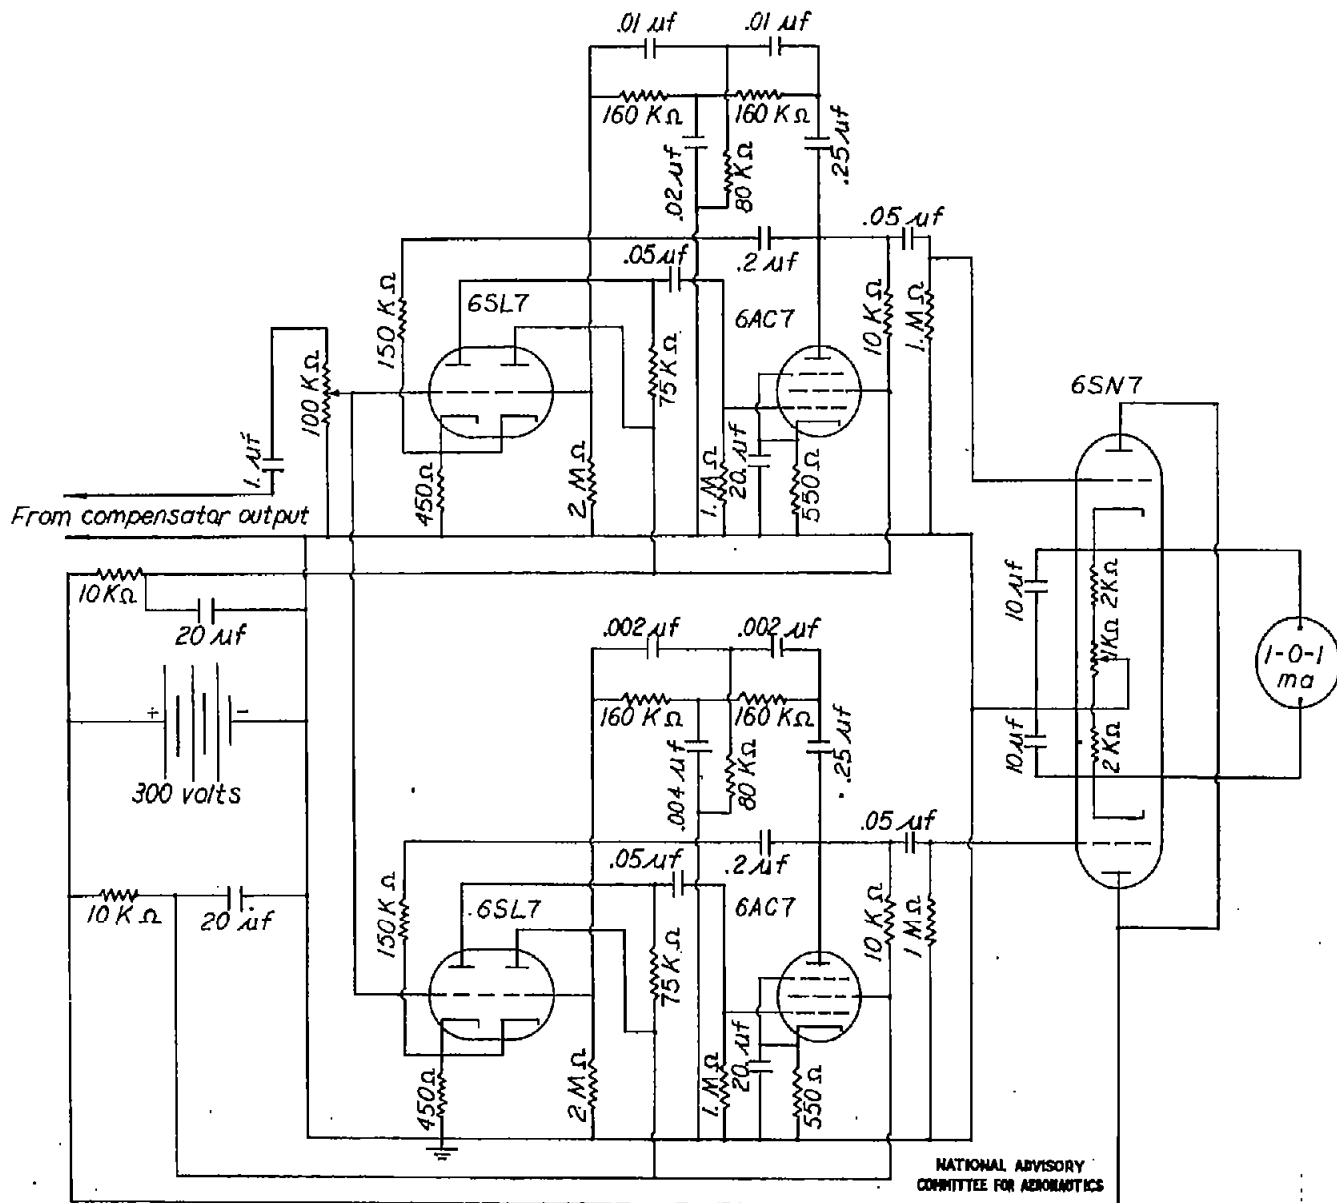 .01 µf
.01 µf
160 KΩ
160 KΩ
.02 µf
80 KΩ
.25 µf
.05 µf
.05 µf
.2 µf
6SL7
6AC7
150 KΩ
75 KΩ
10 KΩ
1. MΩ
6SN7
100 KΩ
1. µf
450Ω
2 MΩ
1. MΩ
20. µf
550Ω
From compensator output
10 KΩ
20 µf
10 µf
2KΩ
1KΩ
1-0-1
ma
10 µf
2 KΩ
.002 µf
.002 µf
160 KΩ
160 KΩ
+
-
300 volts
.004 µf
80 KΩ
.25 µf
.05 µf
.05 µf
.2 µf
10 KΩ
20 µf
6SL7
6AC7
150 KΩ
75 KΩ
10 KΩ
1 MΩ
450Ω
2 MΩ
1. MΩ
20. µf
550 Ω
NATIONAL ADVISORY
COMMITTEE FOR AERONAUTICS